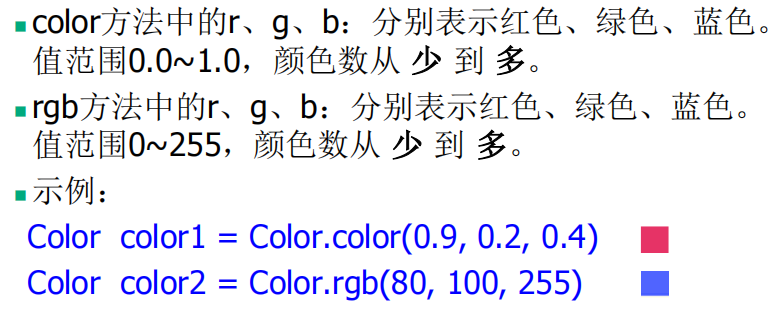 color方法中的r、g、b：分别表示红色、绿色、蓝色。
值范围0.0~1.0，颜色数从 少 到 多。
rgb方法中的r、g、b：分别表示红色、绿色、蓝色。
值范围0~255，颜色数从 少 到 多。
示例：
Color color1 = Color.color(0.9, 0.2, 0.4)
Color color2 = Color.rgb(80, 100, 255)